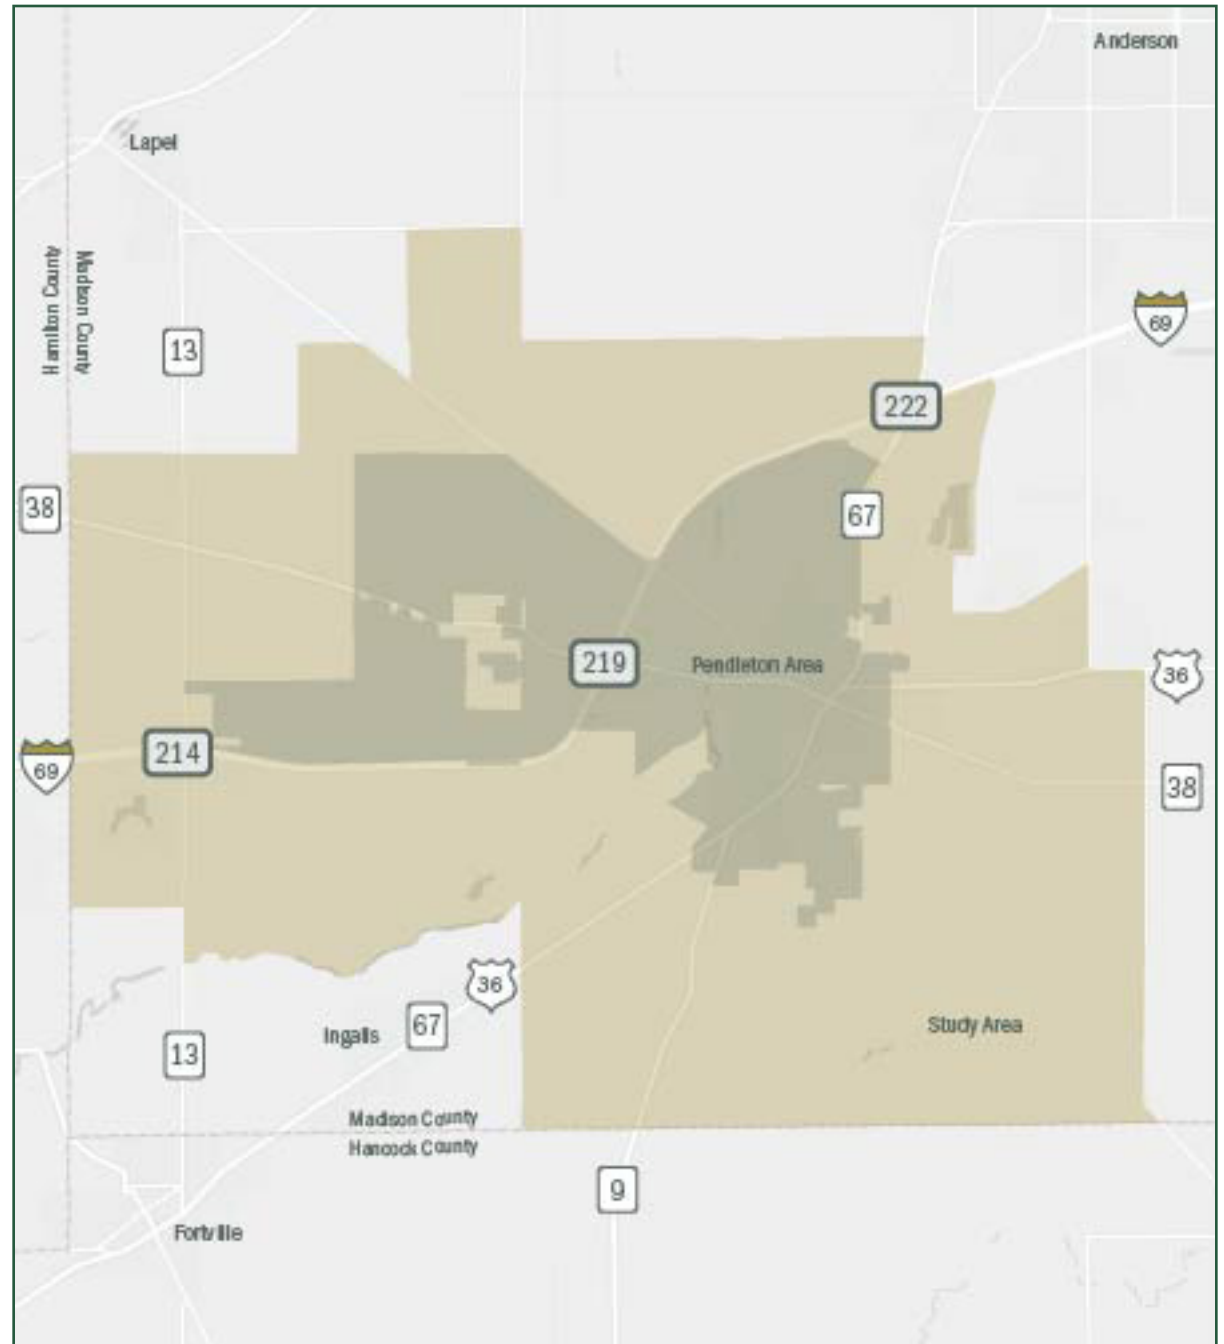 Anderson
Lapel
Hamilton County
Madison County
69
13
222
38
67
219
Pendleton Area
36
214
69
38
36
Study Area
67
Ingalls
13
Madison County
Hancock County
9
Fortville